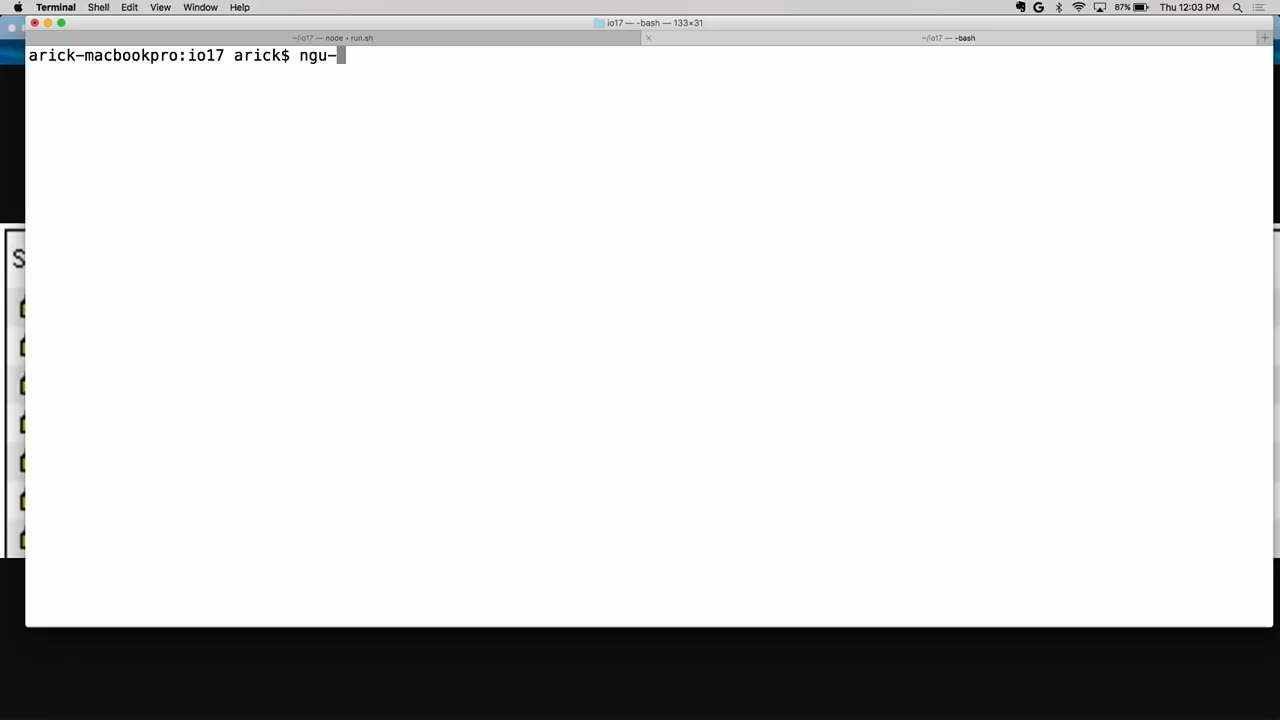 Terminal Shell Edit View Window Help 87% Thu 12:03 PM
io17 — -bash — 133×31
~/io17 — node • run.sh
~/io17 — -bash
arick-macbookpro:io17 arick$ ngu-
S